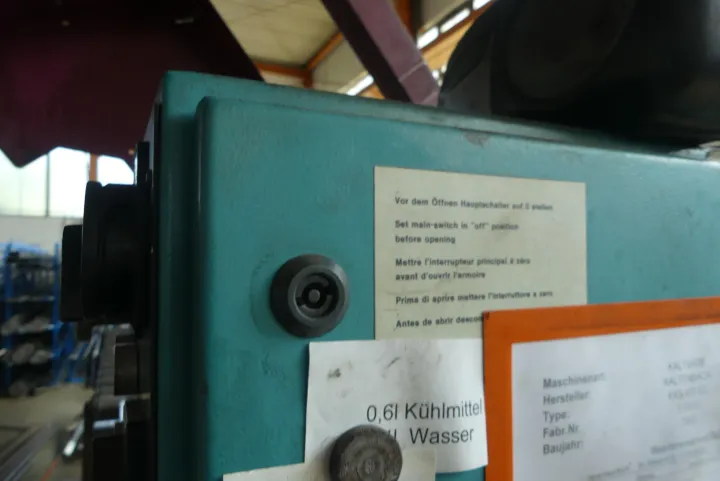 Vor dem Öffnen Hauptschalter auf 0 stellen
Set main-switch in "off" position
before opening
Mettre l'interrupteur principal à zéro
avant d'ouvrir l'armoire
Prima di aprire mettere l'interruttore a zero
Antes de abrir descon
0,6l Kühlmittel
l Wasser
Maschinenart:
Hersteller:
Type:
Fabr.Nr
Baujahr: